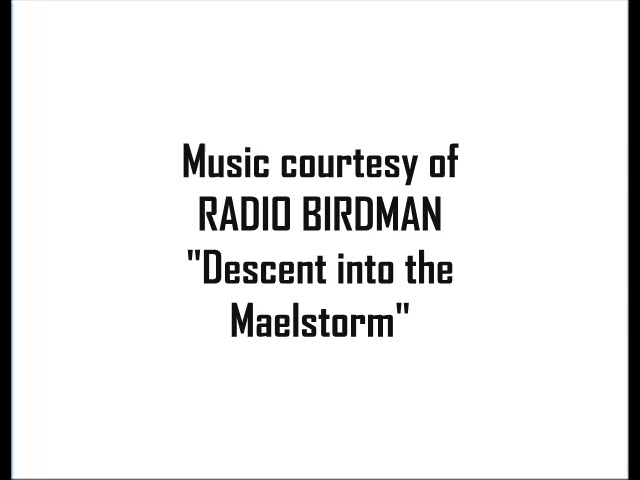 Music courtesy of
RADIO BIRDMAN
"Descent into the
Maelstorm"